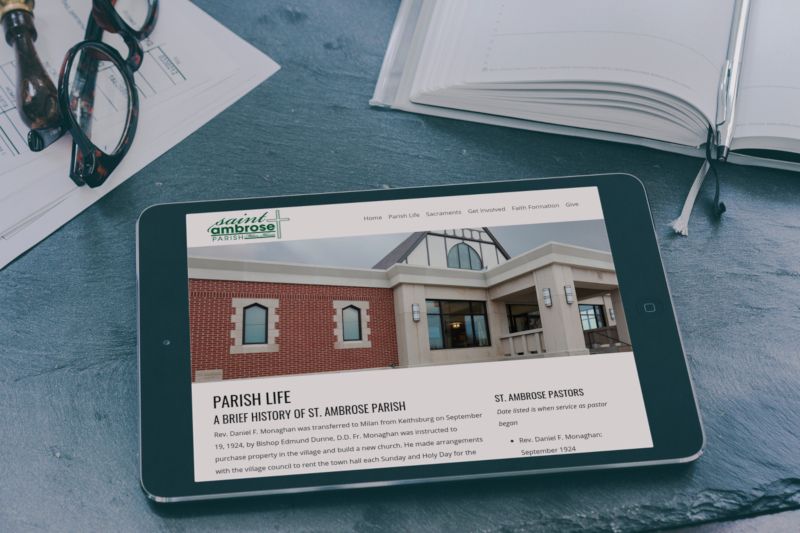 saint
ambrose
PARISH
Home Parish Life Sacraments Get Involved Faith Formation Give
PARISH LIFE
A BRIEF HISTORY OF ST. AMBROSE PARISH
Rev. Daniel F. Monaghan was transferred to Milan from Keithsburg on September
19, 1924, by Bishop Edmund Dunne, D.D. Fr. Monaghan was instructed to
purchase property in the village and build a new church. He made arrangements
with the village council to rent the town hall each Sunday and Holy Day for the
ST. AMBROSE PASTORS
Date listed is when service as pastor
began
Rev. Daniel F. Monaghan:
September 1924